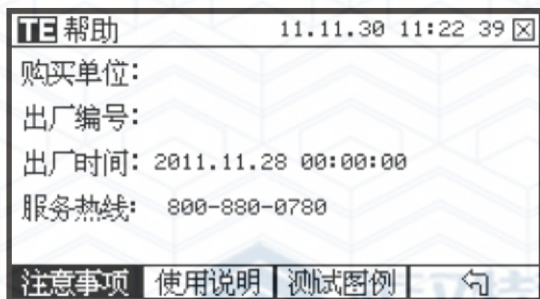 TE 帮助 11.11.30 11:22 39
购买单位:
出厂编号:
出厂时间: 2011.11.28 00:00:00
服务热线: 800-880-0780
注意事项 使用说明 测试图例